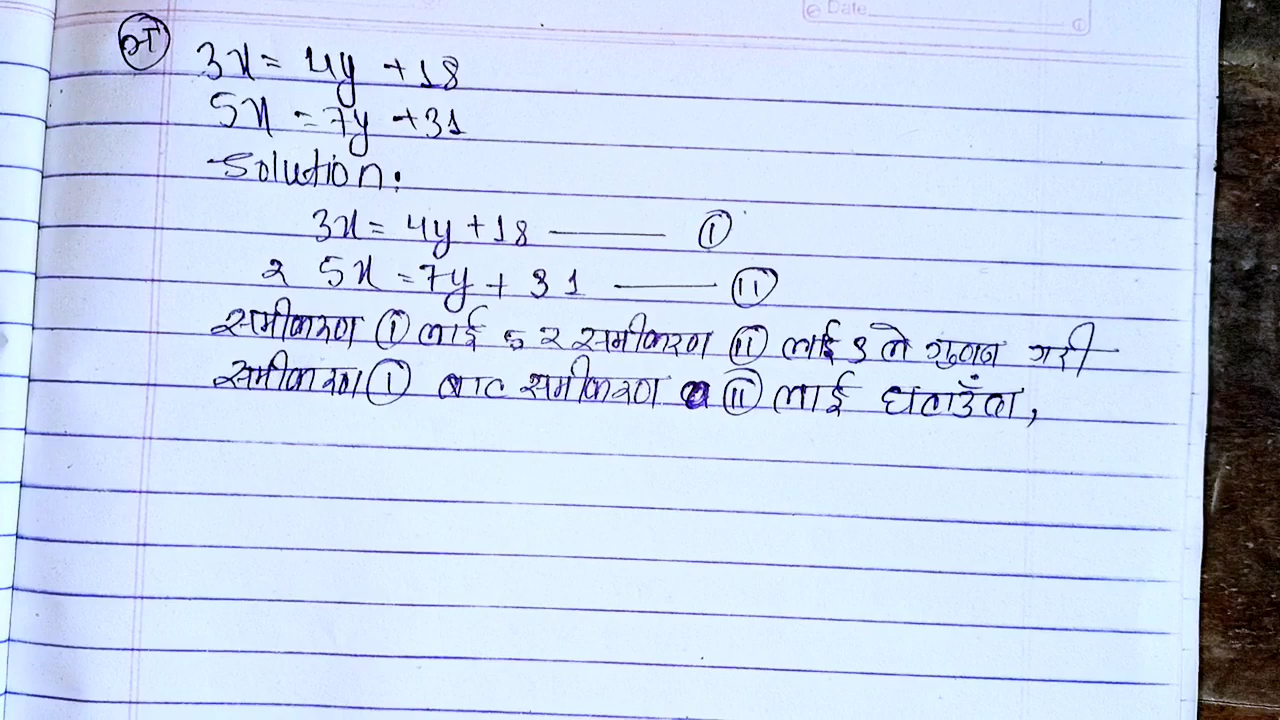 Date
ञ
3x = 4y + 18
5x = 7y + 31
Solution:
3x = 4y + 18 ——— ⓘ
र 5x = 7y + 31 ——— ⅱ
समीकरण ⓘ लाई 5 र समीकरण ⅱ लाई 3 ले गुणन गरी
समीकरण ⓘ बाट समीकरण ⅱ लाई घटाउँदा,